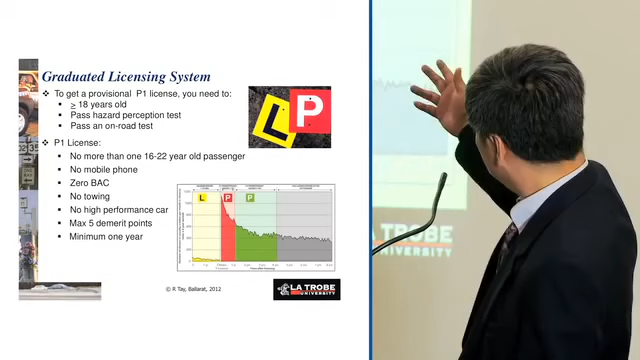 Graduated Licensing System
❖ To get a provisional P1 license, you need to:
▪ ≥ 18 years old
▪ Pass hazard perception test
▪ Pass an on-road test
❖ P1 License:
▪ No more than one 16-22 year old passenger
▪ No mobile phone
▪ Zero BAC
▪ No towing
▪ No high performance car
▪ Max 5 demerit points
▪ Minimum one year
L P
L P P
© R Tay, Ballarat, 2012
LA TROBE
UNIVERSITY
LA TROBE
UNIVERSITY